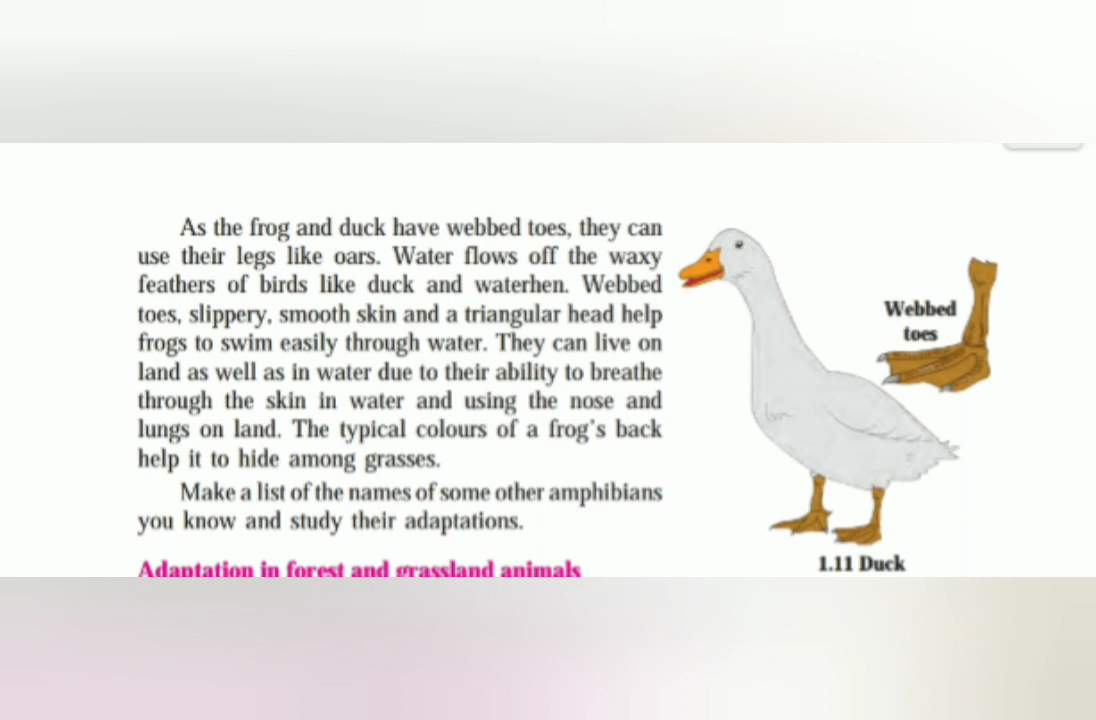 As the frog and duck have webbed toes, they can
use their legs like oars. Water flows off the waxy
feathers of birds like duck and waterhen. Webbed
toes, slippery, smooth skin and a triangular head help
frogs to swim easily through water. They can live on
land as well as in water due to their ability to breathe
through the skin in water and using the nose and
lungs on land. The typical colours of a frog's back
help it to hide among grasses.
Make a list of the names of some other amphibians
you know and study their adaptations.
Adaptation in forest and grassland animals
Webbed
toes
1.11 Duck